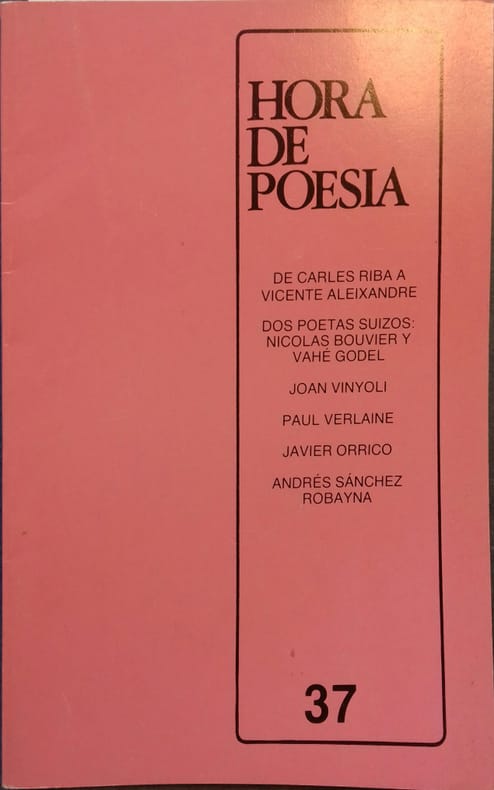 HORA
DE
POESIA
DE CARLES RIBA A
VICENTE ALEIXANDRE
DOS POETAS SUIZOS:
NICOLAS BOUVIER Y
VAHÉ GODEL
JOAN VINYOLI
PAUL VERLAINE
JAVIER ORRICO
ANDRÉS SÁNCHEZ
ROBAYNA
37